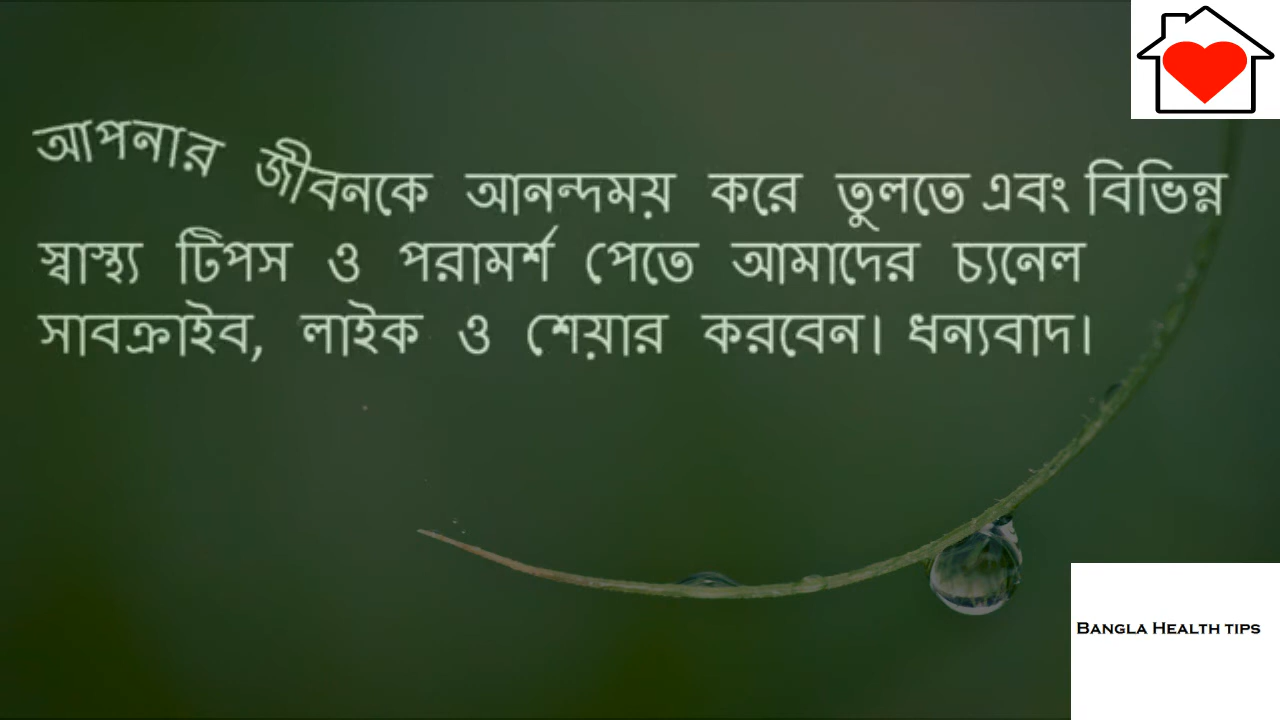 আপনার জীবনকে আনন্দময় করে তুলতে এবং বিভিন্ন
স্বাস্থ্য টিপস ও পরামর্শ পেতে আমাদের চ্যনেল
সাবক্রাইব, লাইক ও শেয়ার করবেন। ধন্যবাদ।
BANGLA HEALTH TIPS